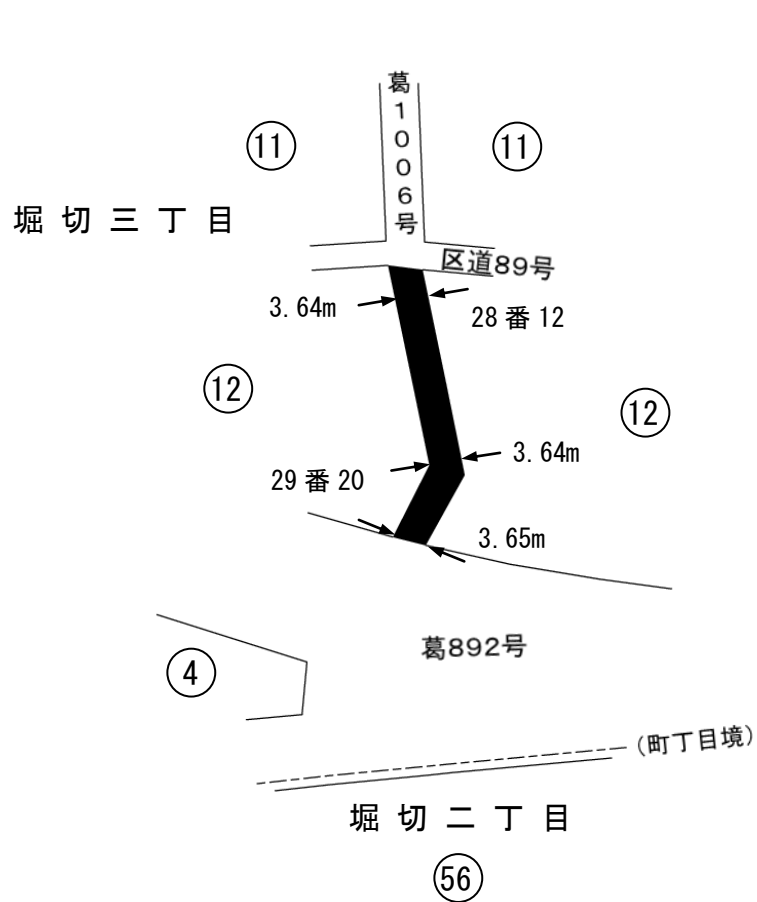 葛1006号
⑪
⑪
堀切三丁目
区道89号
3.64m
28番12
⑫
⑫
3.64m
29番20
3.65m
葛892号
④
(町丁目境)
堀切二丁目
56